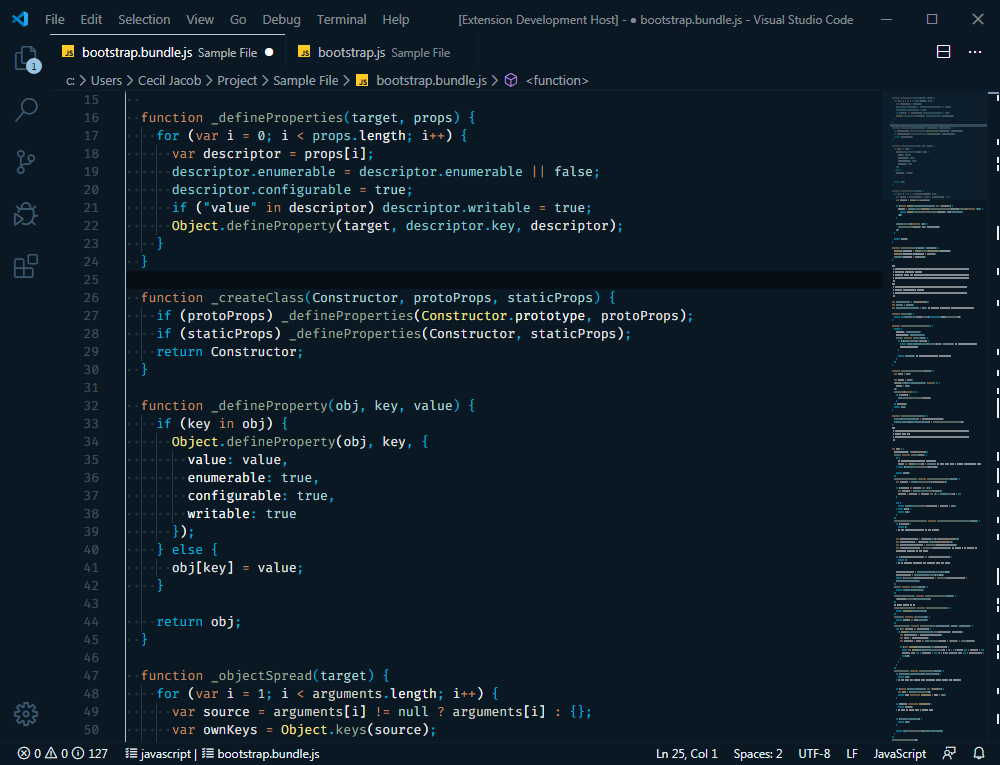 File Edit Selection View Go Debug Terminal Help [Extension Development Host] - ● bootstrap.bundle.js - Visual Studio Code
JS bootstrap.bundle.js Sample File ● JS bootstrap.js Sample File
1
c: > Users > Cecil Jacob > Project > Sample File > JS bootstrap.bundle.js > <function>
15
16 function _defineProperties(target, props) {
17 for (var i = 0; i < props.length; i++) {
18 var descriptor = props[i];
19 descriptor.enumerable = descriptor.enumerable || false;
20 descriptor.configurable = true;
21 if ("value" in descriptor) descriptor.writable = true;
22 Object.defineProperty(target, descriptor.key, descriptor);
23 }
24 }
25
26 function _createClass(Constructor, protoProps, staticProps) {
27 if (protoProps) _defineProperties(Constructor.prototype, protoProps);
28 if (staticProps) _defineProperties(Constructor, staticProps);
29 return Constructor;
30 }
31
32 function _defineProperty(obj, key, value) {
33 if (key in obj) {
34 Object.defineProperty(obj, key, {
35 value: value,
36 enumerable: true,
37 configurable: true,
38 writable: true
39 });
40 } else {
41 obj[key] = value;
42 }
43
44 return obj;
45 }
46
47 function _objectSpread(target) {
48 for (var i = 1; i < arguments.length; i++) {
49 var source = arguments[i] != null ? arguments[i] : {};
50 var ownKeys = Object.keys(source);
0 0 127 javascript | bootstrap.bundle.js Ln 25, Col 1 Spaces: 2 UTF-8 LF JavaScript